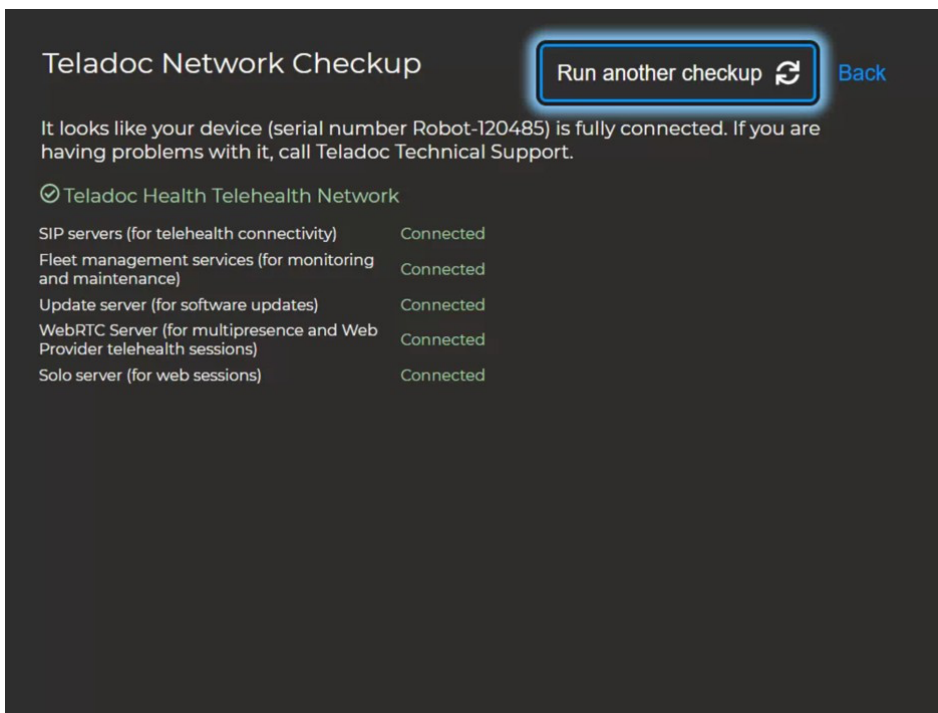 Teladoc Network Checkup
Run another checkup
Back
It looks like your device (serial number Robot-120485) is fully connected. If you are
having problems with it, call Teladoc Technical Support.
Teladoc Health Telehealth Network
SIP servers (for telehealth connectivity) Connected
Fleet management services (for monitoring
and maintenance) Connected
Update server (for software updates) Connected
WebRTC Server (for multipresence and Web
Provider telehealth sessions) Connected
Solo server (for web sessions) Connected